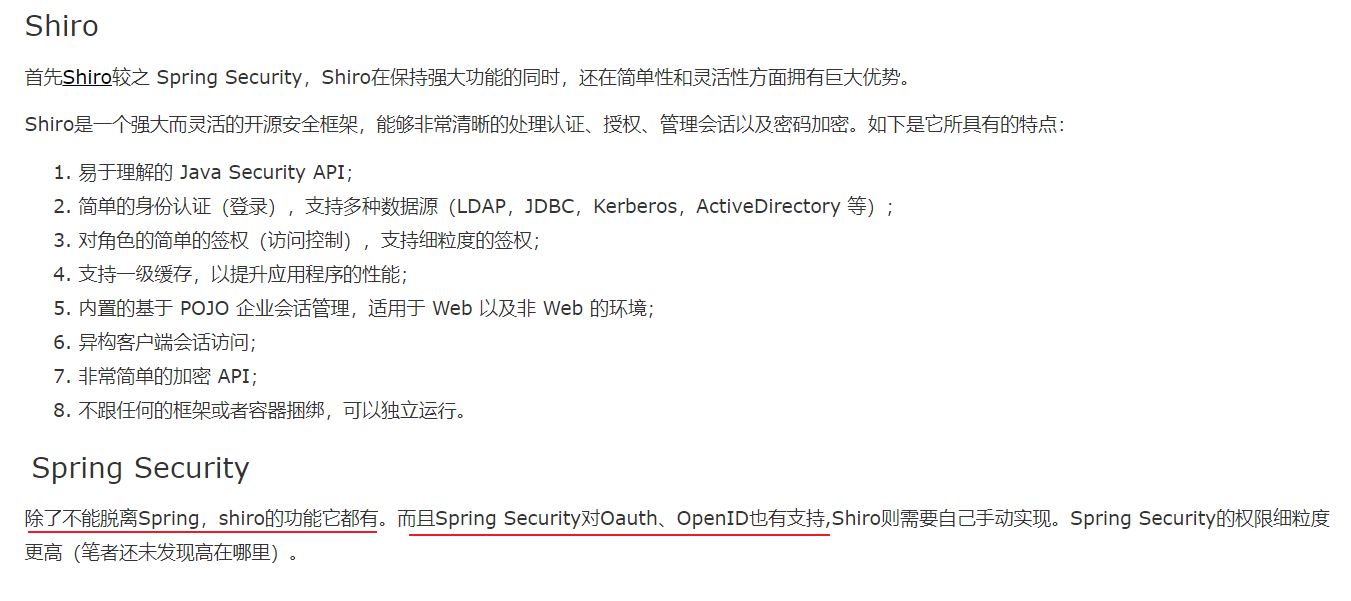 Shiro
首先Shiro较之 Spring Security，Shiro在保持强大功能的同时，还在简单性和灵活性方面拥有巨大优势。
Shiro是一个强大而灵活的开源安全框架，能够非常清晰的处理认证、授权、管理会话以及密码加密。如下是它所具有的特点：
1. 易于理解的 Java Security API；
2. 简单的身份认证（登录），支持多种数据源（LDAP，JDBC，Kerberos，ActiveDirectory 等）；
3. 对角色的简单的签权（访问控制），支持细粒度的签权；
4. 支持一级缓存，以提升应用程序的性能；
5. 内置的基于 POJO 企业会话管理，适用于 Web 以及非 Web 的环境；
6. 异构客户端会话访问；
7. 非常简单的加密 API；
8. 不跟任何的框架或者容器捆绑，可以独立运行。
Spring Security
除了不能脱离Spring，shiro的功能它都有。而且Spring Security对Oauth、OpenID也有支持,Shiro则需要自己手动实现。Spring Security的权限细粒度
更高（笔者还未发现高在哪里）。